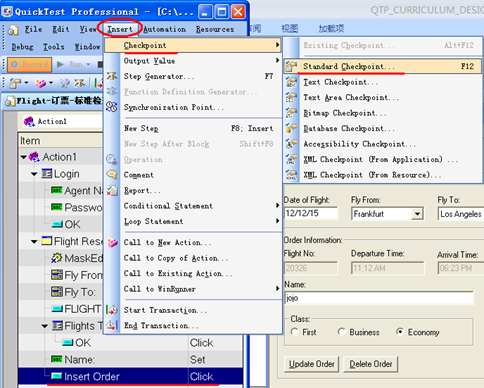 QuickTest Professional - [C:\...
QTP_CURRICULUM_DESI
File Edit View Insert Automation Resources
视图 加载项
Debug Tools Window
Record Run
Flight-订票-标准检
Action1
Item
Action1
Login
Agent Na
Passwo
OK
Flight Rese
MaskEd
Fly From
Fly To:
FLIGHT
Flights T
OK Click
Name: Set
Insert Order Click
Checkpoint
Output Value
Step Generator... F7
Function Definition Generator...
Synchronization Point...
New Step F8; Insert
New Step After Block Shift+F8
Operation
Comment
Report...
Conditional Statement
Loop Statement
Call to New Action...
Call to Copy of Action...
Call to Existing Action...
Call to WinRunner
Start Transaction...
End Transaction...
Existing Checkpoint... Alt+F12
Standard Checkpoint... F12
Text Checkpoint...
Text Area Checkpoint...
Bitmap Checkpoint...
Database Checkpoint...
Accessibility Checkpoint...
XML Checkpoint (From Application) ...
XML Checkpoint (From Resource)...
Date of Flight: Fly From: Fly To:
12/12/15 Frankfurt Los Angeles
Order Information:
Flight No: Departure Time: Arrival Time:
20326 11:12 AM 06:23 PM
Name:
jojo
Class:
First Business Economy
Update Order Delete Order